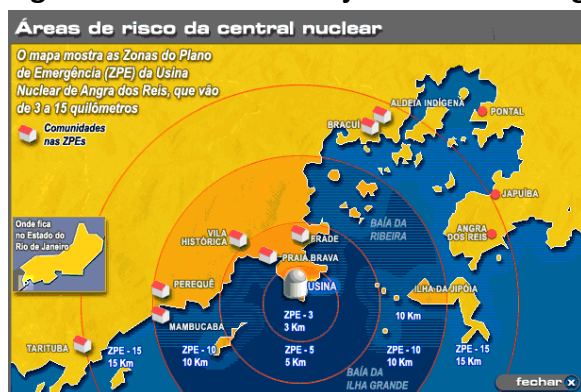 Áreas de risco da central nuclear
O mapa mostra as Zonas do Plano
de Emergência (ZPE) da Usina
Nuclear de Angra dos Reis, que vão
de 3 a 15 quilômetros
Comunidades
nas ZPEs
ALDEIA INDÍGENA
PONTAL
BRACUÍ
JAPUÍBA
Onde fica
no Estado do
Rio de Janeiro
BAÍA DA
RIBEIRA
ANGRA
DOS REIS
VILA
HISTÓRICA
FRADE
PRAIA BRAVA
USINA
PEREQUÊ
ILHA DA JIPOIA
MAMBUCABA
ZPE - 3
3 Km
10 Km
TARITUBA
ZPE - 15
15 Km
ZPE - 10
10 Km
ZPE - 5
5 Km
ZPE - 10
10 Km
ZPE - 15
15 Km
BAÍA DA
ILHA GRANDE
fechar